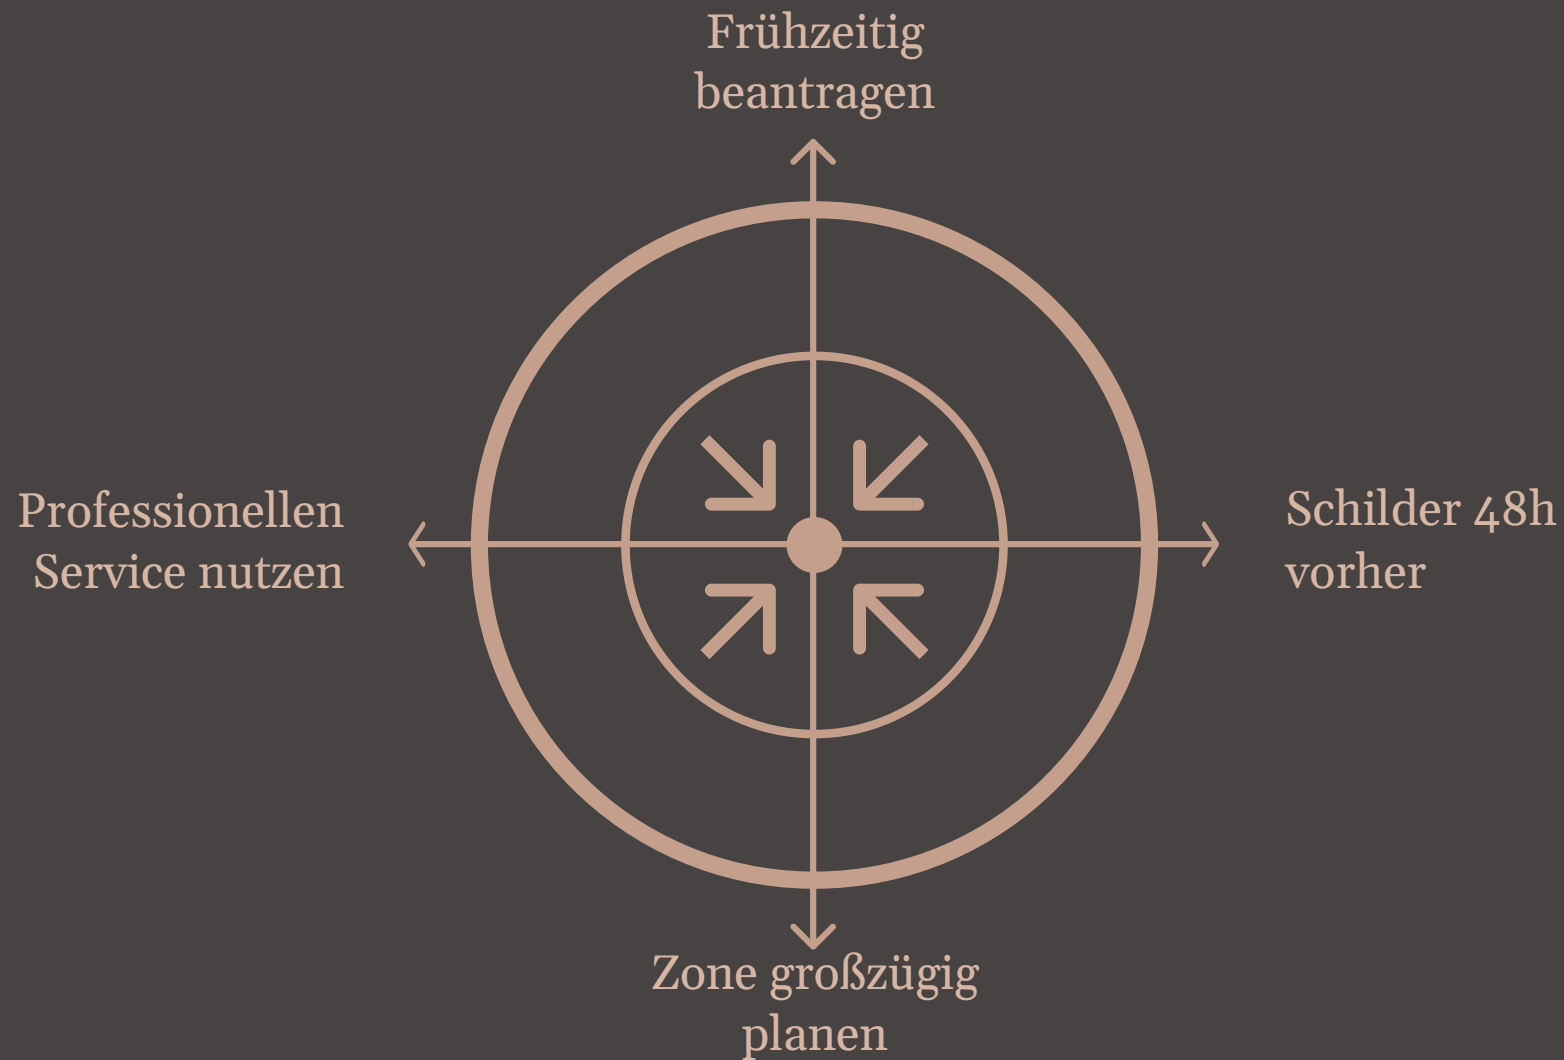 Frühzeitig
beantragen
Professionellen
Service nutzen
Schilder 48h
vorher
Zone großzügig
planen